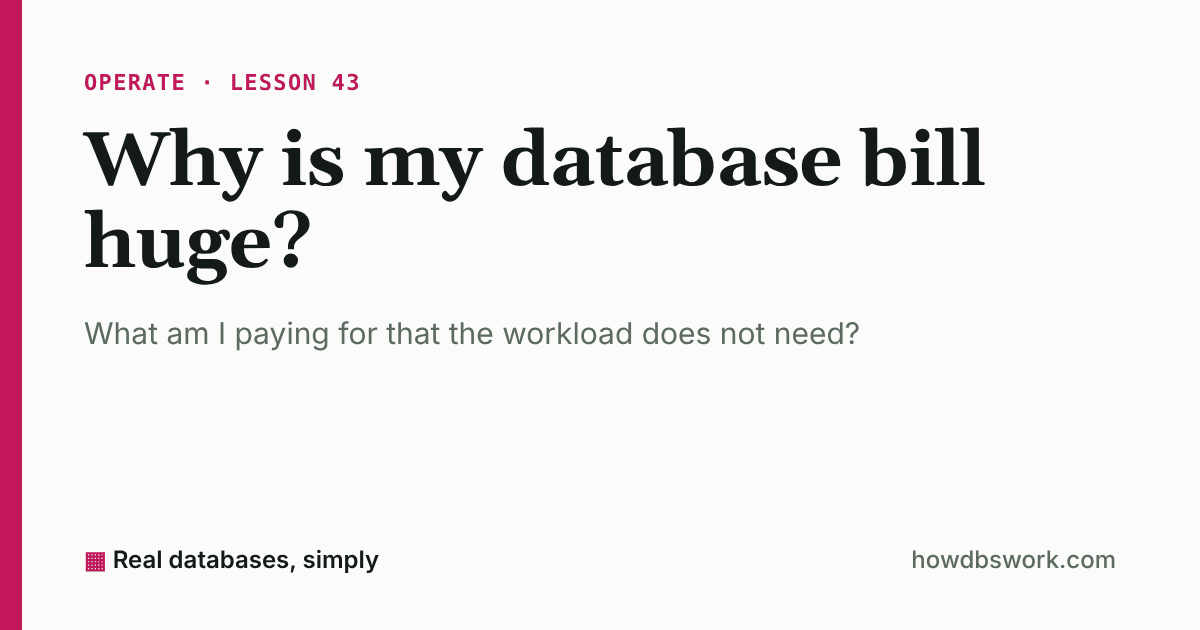 OPERATE · LESSON 43
Why is my database bill
huge?
What am I paying for that the workload does not need?
Real databases, simply
howdbswork.com